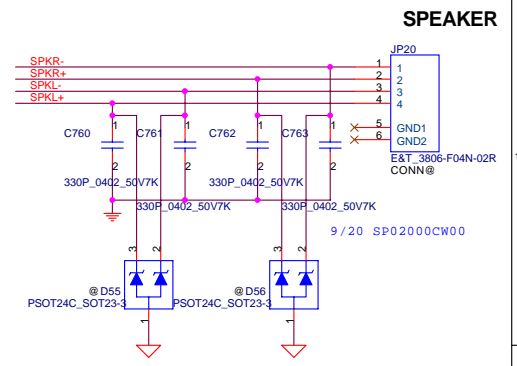 SPEAKER
JP20
SPKR- 1 1
SPKR+ 2 2
SPKL- 3 3
SPKL+ 4 4
5 GND1
6 GND2
E&T_3806-F04N-02R
CONN@
1 1 1 1
C760 C761 C762 C763
2 2 2 2
330P_0402_50V7K 330P_0402_50V7K
330P_0402_50V7K 330P_0402_50V7K
9/20 SP02000CW00
3 2 3 2
@ D55 @ D56
PSOT24C_SOT23-3 PSOT24C_SOT23-3
1 1